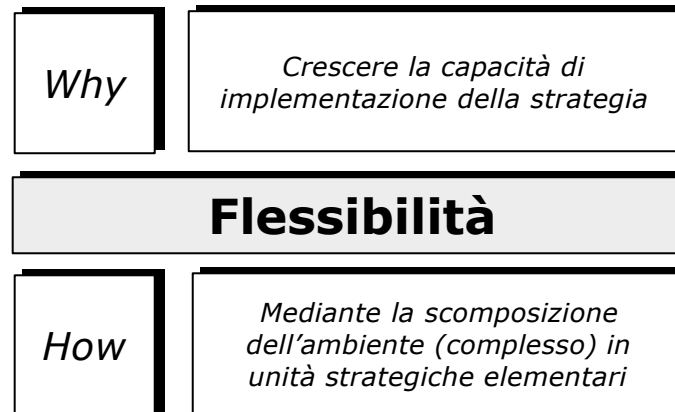 Why
Crescere la capacità di
implementazione della strategia
Flessibilità
How
Mediante la scomposizione
dell’ambiente (complesso) in
unità strategiche elementari